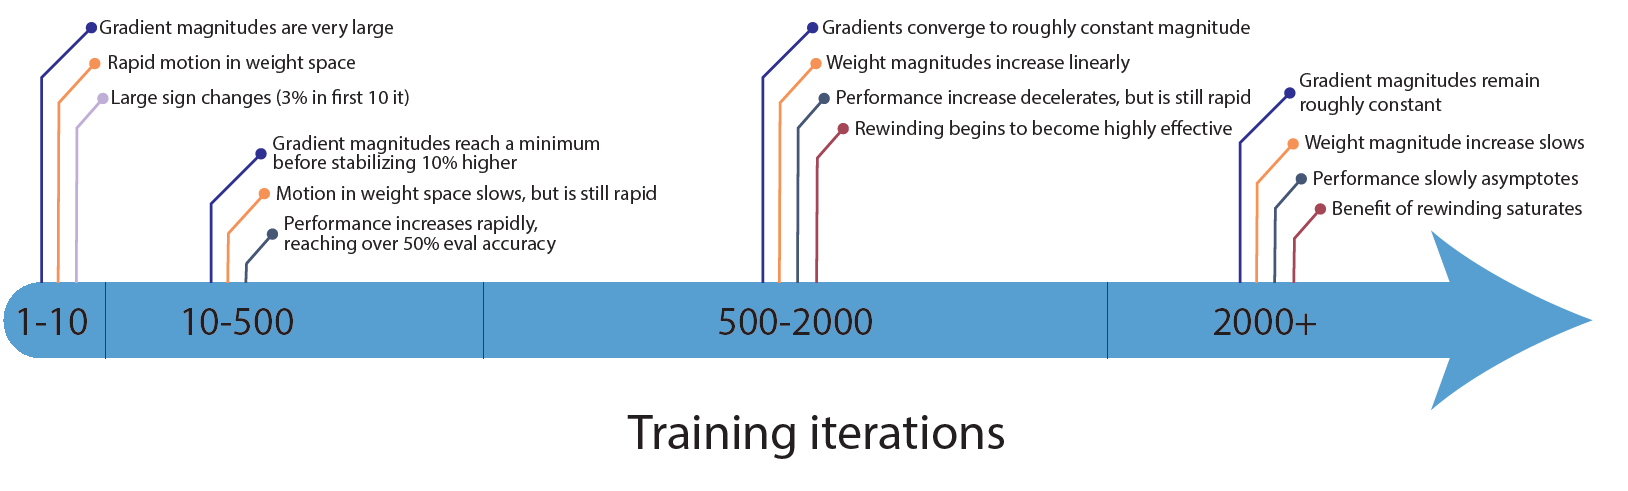 Gradient magnitudes are very large
Rapid motion in weight space
Large sign changes (3% in first 10 it)
Gradient magnitudes reach a minimum
before stabilizing 10% higher
Motion in weight space slows, but is still rapid
Performance increases rapidly,
reaching over 50% eval accuracy
Gradients converge to roughly constant magnitude
Weight magnitudes increase linearly
Performance increase decelerates, but is still rapid
Rewinding begins to become highly effective
Gradient magnitudes remain
roughly constant
Weight magnitude increase slows
Performance slowly asymptotes
Benefit of rewinding saturates
1-10
10-500
500-2000
2000+
Training iterations